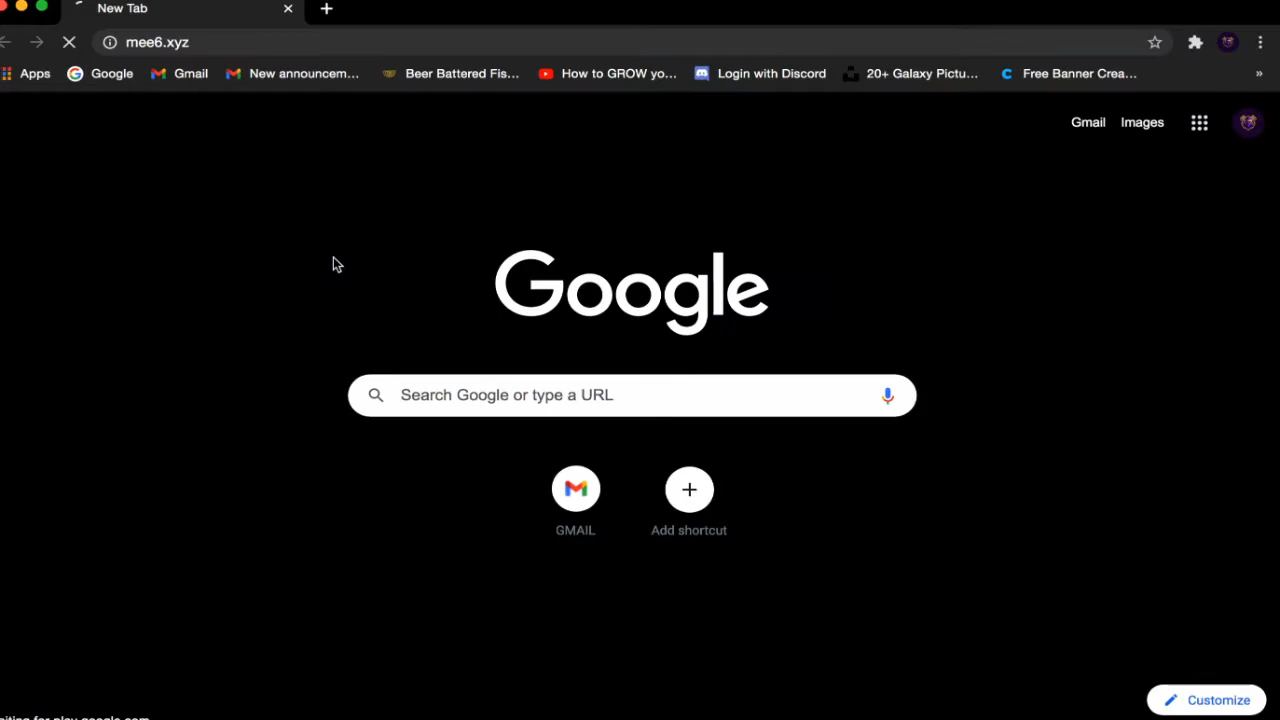 New Tab
mee6.xyz
Apps Google Gmail New announcem... Beer Battered Fis... How to GROW yo... Login with Discord 20+ Galaxy Pictu... Free Banner Crea... »
Gmail Images
Google
Search Google or type a URL
GMAIL Add shortcut
Customize